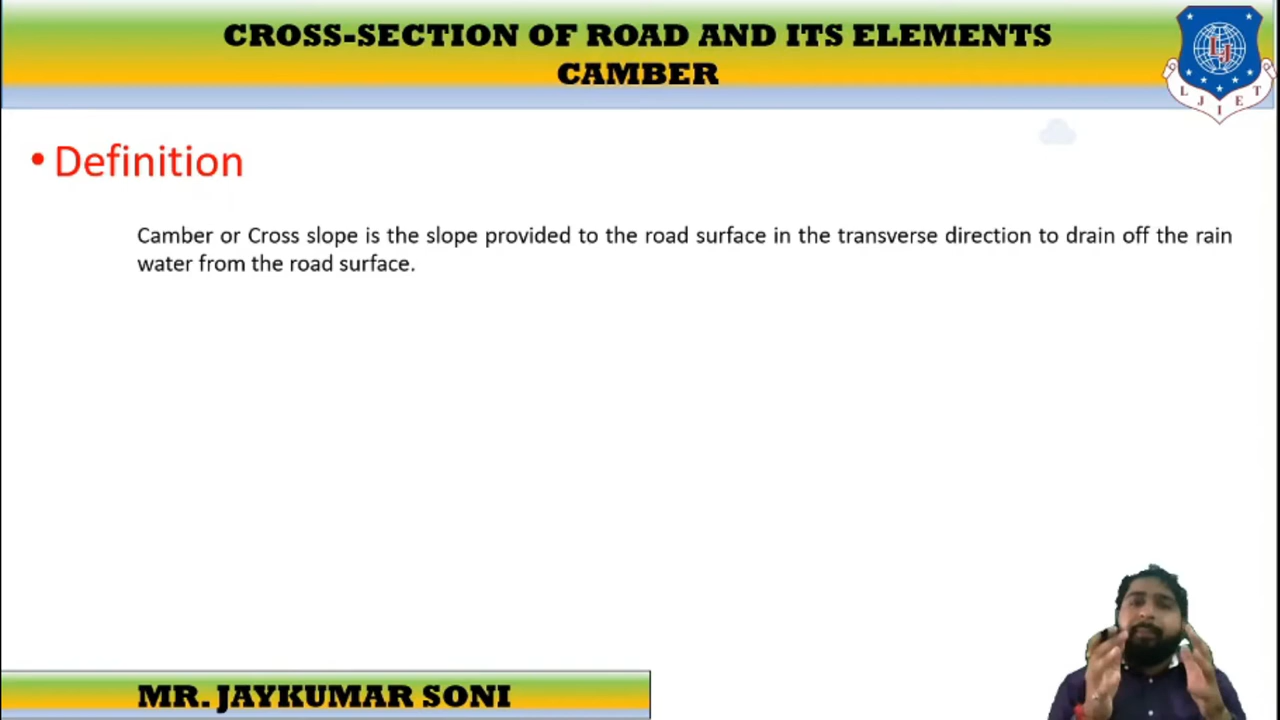 CROSS-SECTION OF ROAD AND ITS ELEMENTS
CAMBER
LJ
L J I E T
• Definition
Camber or Cross slope is the slope provided to the road surface in the transverse direction to drain off the rain
water from the road surface.
MR. JAYKUMAR SONI